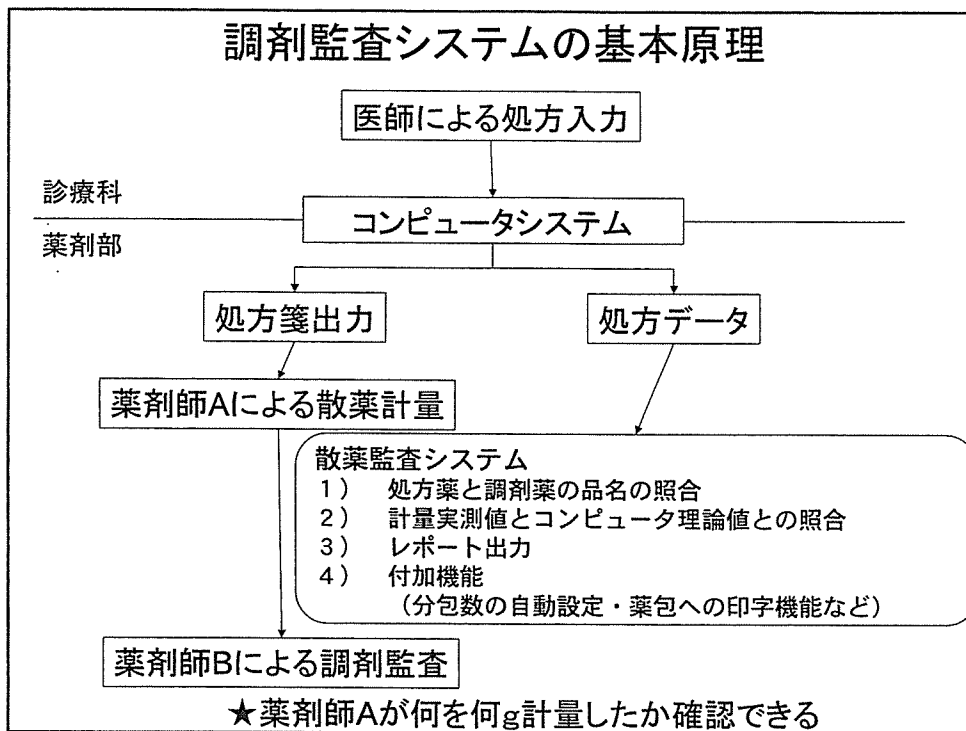 調剤監査システムの基本原理
医師による処方入力
診療科
コンピュータシステム
薬剤部
処方箋出力
処方データ
薬剤師Aによる散薬計量
散薬監査システム
1） 処方薬と調剤薬の品名の照合
2） 計量実測値とコンピュータ理論値との照合
3） レポート出力
4） 付加機能
（分包数の自動設定・薬包への印字機能など）
薬剤師Bによる調剤監査
★薬剤師Aが何を何g計量したか確認できる